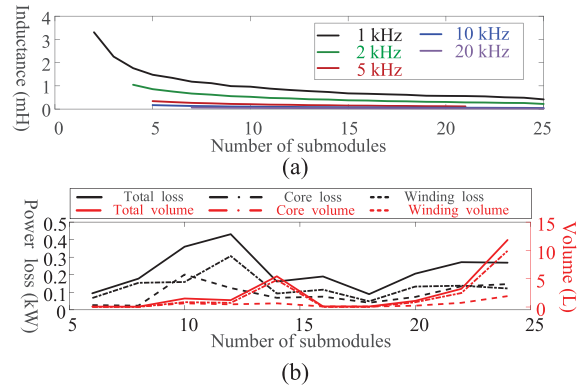 Inductance (mH)
4
3
2
1
0
1 kHz
10 kHz
2 kHz
20 kHz
5 kHz
0 5 10 15 20 25
Number of submodules
(a)
Total loss Core loss Winding loss
Total volume Core volume Winding volume
Power loss (kW)
0.5
0.4
0.3
0.2
0.1
0
15
10
5
0
Volume (L)
5 10 15 20 25
Number of submodules
(b)